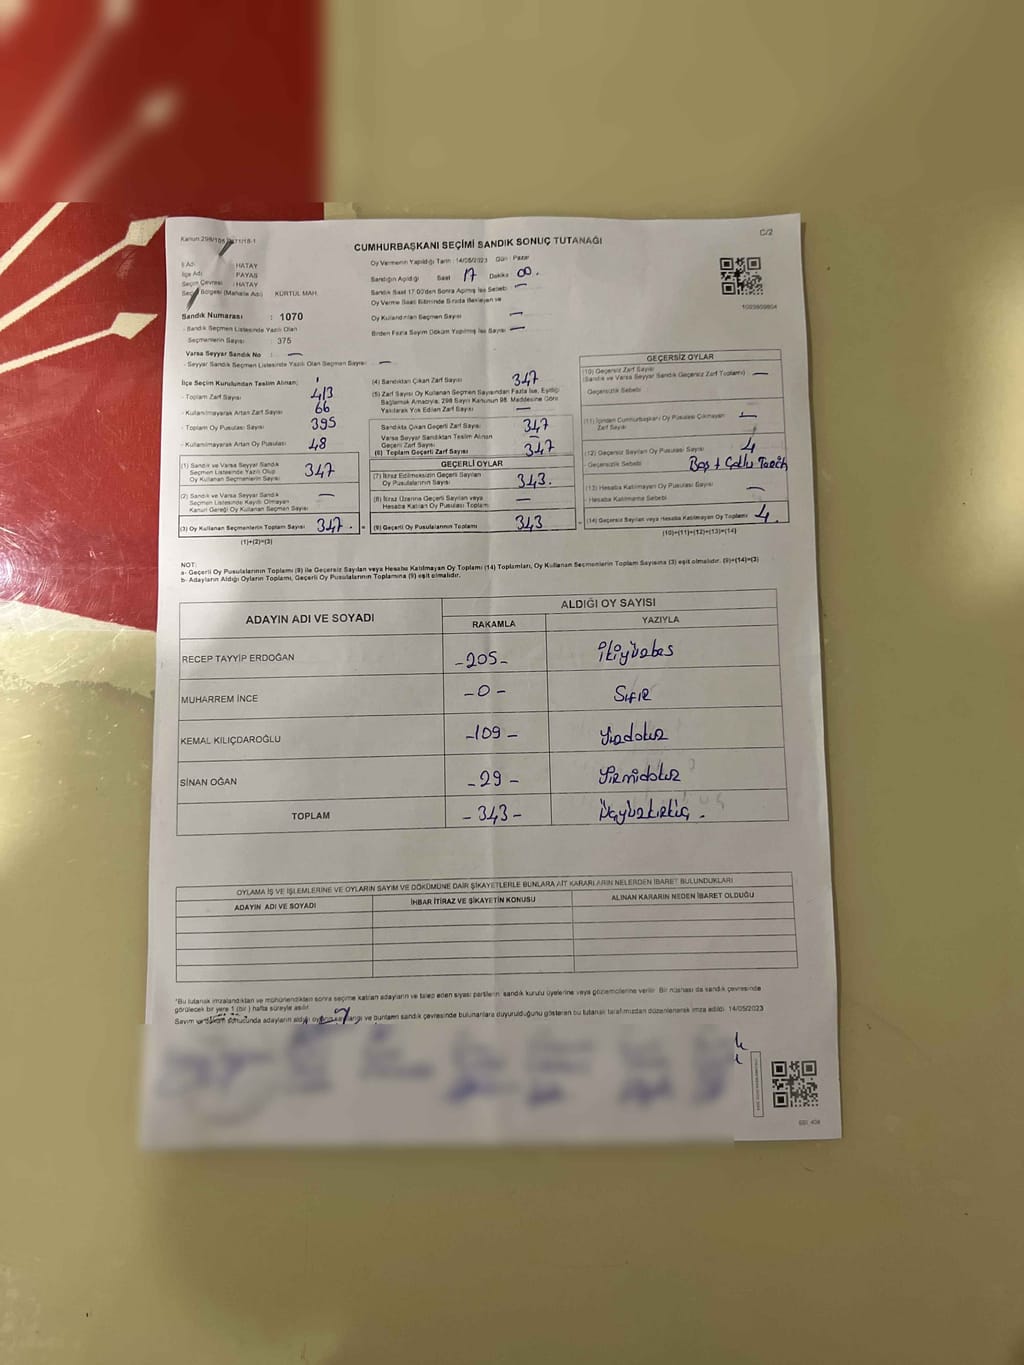 Kanun:298/105
C/2
CUMHURBAŞKANI SEÇİMİ SANDIK SONUÇ TUTANAĞI
İl Adı : HATAY
İlçe Adı : PAYAS
Seçim Çevresi : HATAY
Seçim Bölgesi (Mahalle Adı) KÜRTÜL MAH.
Sandık Numarası : 1070
- Sandık Seçmen Listesinde Yazılı Olan
Seçmenlerin Sayısı : 375
Varsa Seyyar Sandık No : —
- Seyyar Sandık Seçmen Listesinde Yazılı Olan Seçmen Sayısı : —
Oy Vermenin Yapıldığı Tarih : 14/05/2023 Gün : Pazar
Sandığın Açıldığı Saat 17 Dakika 00.
Sandık Saat 17:00'den Sonra Açılmış İse Sebebi —
Oy Verme Saati Bitiminde Sırada Bekleyen ve
Oy Kullandırılan Seçmen Sayısı —
Birden Fazla Sayım Döküm Yapılmış İse Sayısı —
1003909804
İlçe Seçim Kurulundan Teslim Alınan;
- Toplam Zarf Sayısı 413
- Kullanılmayarak Artan Zarf Sayısı 66
- Toplam Oy Pusulası Sayısı 395
- Kullanılmayarak Artan Oy Pusulası 48
(1) Sandık ve Varsa Seyyar Sandık
Seçmen Listesinde Yazılı Olup
Oy Kullanan Seçmenlerin Sayısı 347
(2) Sandık ve Varsa Seyyar Sandık
Seçmen Listesinde Kayıtlı Olmayan
Kanun Gereği Oy Kullanan Seçmen Sayısı —
(3) Oy Kullanan Seçmenlerin Toplam Sayısı 347.
(1)+(2)=(3)
(4) Sandıktan Çıkan Zarf Sayısı 347
(5) Zarf Sayısı Oy Kullanan Seçmen Sayısından Fazla İse, Eşitliği
Bağlamak Amacıyla, 298 Sayılı Kanunun 98. Maddesine Göre
Yakılarak Yok Edilen Zarf Sayısı —
Sandıkta Çıkan Geçerli Zarf Sayısı 347
Varsa Seyyar Sandıktan Teslim Alınan
Geçerli Zarf Sayısı —
(6) Toplam Geçerli Zarf Sayısı 347
GEÇERLİ OYLAR
(7) İtiraz Edilmeksizin Geçerli Sayılan
Oy Pusulalarının Sayısı 343.
(8) İtiraz Üzerine Geçerli Sayılan veya
Hesaba Katılan Oy Pusulası Toplam —
(9) Geçerli Oy Pusulalarının Toplamı 343
GEÇERSİZ OYLAR
(10) Geçersiz Zarf Sayısı
(Sandık ve Varsa Seyyar Sandık Geçersiz Zarf Toplamı) —
Geçersizlik Sebebi
(11) İçinden Cumhurbaşkanı Oy Pusulası Çıkmayan
Zarf Sayısı —
(12) Geçersiz Sayılan Oy Pusulası Sayısı 4
- Geçersizlik Sebebi Boş + Çoklu Tercih
(13) Hesaba Katılmayan Oy Pusulası Sayısı —
- Hesaba Katılmama Sebebi
(14) Geçersiz Sayılan veya Hesaba Katılmayan Oy Toplamı 4.
(10)+(11)+(12)+(13)=(14)
NOT:
a- Geçerli Oy Pusulalarının Toplamı (9) ile Geçersiz Sayılan veya Hesaba Katılmayan Oy Toplamı (14) Toplamları, Oy Kullanan Seçmenlerin Toplam Sayısına (3) eşit olmalıdır. (9)+(14)=(3)
b- Adayların Aldığı Oyların Toplamı, Geçerli Oy Pusulalarının Toplamına (9) eşit olmalıdır.
ADAYIN ADI VE SOYADI
ALDIĞI OY SAYISI
RAKAMLA YAZIYLA
RECEP TAYYİP ERDOĞAN -205- İkiyüzbeş
MUHARREM İNCE -0- Sıfır
KEMAL KILIÇDAROĞLU -109- Yüzdokuz
SİNAN OĞAN -29- Yirmidokuz
TOPLAM -343- Üçyüzkırküç.
OYLAMA İŞ VE İŞLEMLERİNE VE OYLARIN SAYIM VE DÖKÜMÜNE DAİR ŞİKAYETLERLE BUNLARA AİT KARARLARIN NELERDEN İBARET BULUNDUKLARI
ADAYIN ADI VE SOYADI İHBAR İTİRAZ VE ŞİKAYETİN KONUSU ALINAN KARARIN NEDEN İBARET OLDUĞU
*Bu tutanak imzalandıktan ve mühürlendikten sonra seçime katılan adayların ve talep eden siyasi partilerin sandık kurulu üyelerine veya gözlemcilerine verilir. Bir nüshası da sandık çevresinde
görülecek bir yere 1 (bir ) hafta süreyle asılır.
Sayım ve döküm sonucunda adayların aldığı ve bunların sandık çevresinde bulunanlara duyurulduğunu gösteren bu tutanak tarafımızdan düzenlenerek imza edildi. 14/05/2023